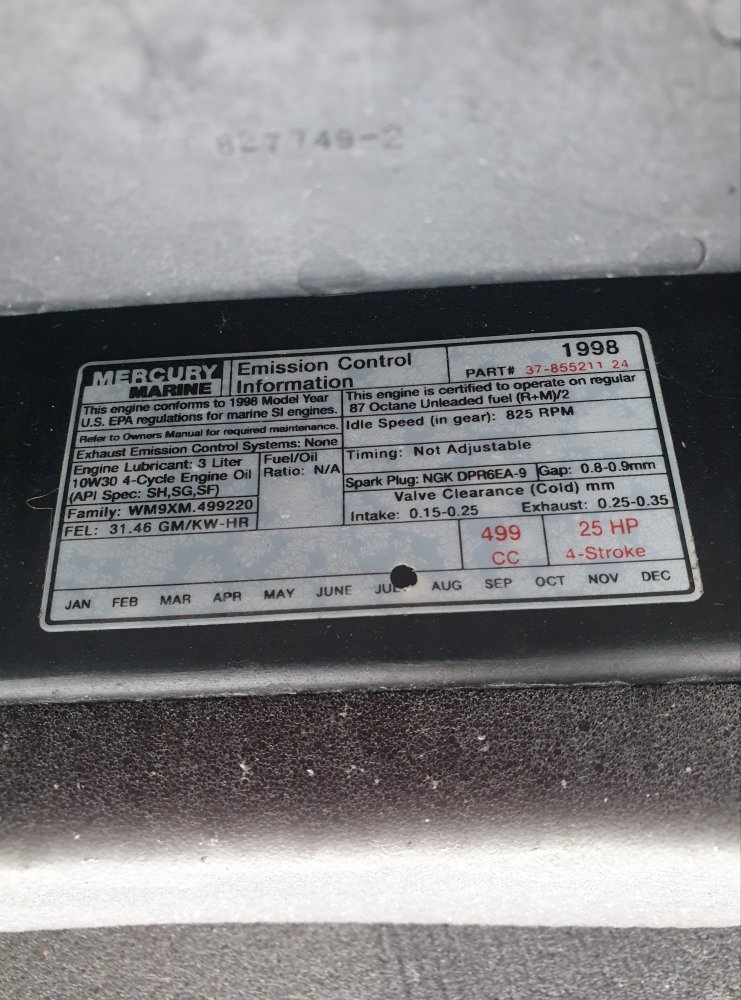 827749-2
MERCURY
MARINE
Emission Control
Information
1998
PART# 37-855211 24
This engine conforms to 1998 Model Year
U.S. EPA regulations for marine SI engines.
Refer to Owners Manual for required maintenance.
Exhaust Emission Control Systems: None
Engine Lubricant: 3 Liter
10W30 4-Cycle Engine Oil
(API Spec: SH,SG,SF)
Fuel/Oil
Ratio: N/A
Family: WM9XM.499220
FEL: 31.46 GM/KW-HR
This engine is certified to operate on regular
87 Octane Unleaded fuel (R+M)/2
Idle Speed (in gear): 825 RPM
Timing: Not Adjustable
Spark Plug: NGK DPR6EA-9 Gap: 0.8-0.9mm
Valve Clearance (Cold) mm
Intake: 0.15-0.25 Exhaust: 0.25-0.35
499
CC
25 HP
4-Stroke
JAN FEB MAR APR MAY JUNE JULY AUG SEP OCT NOV DEC